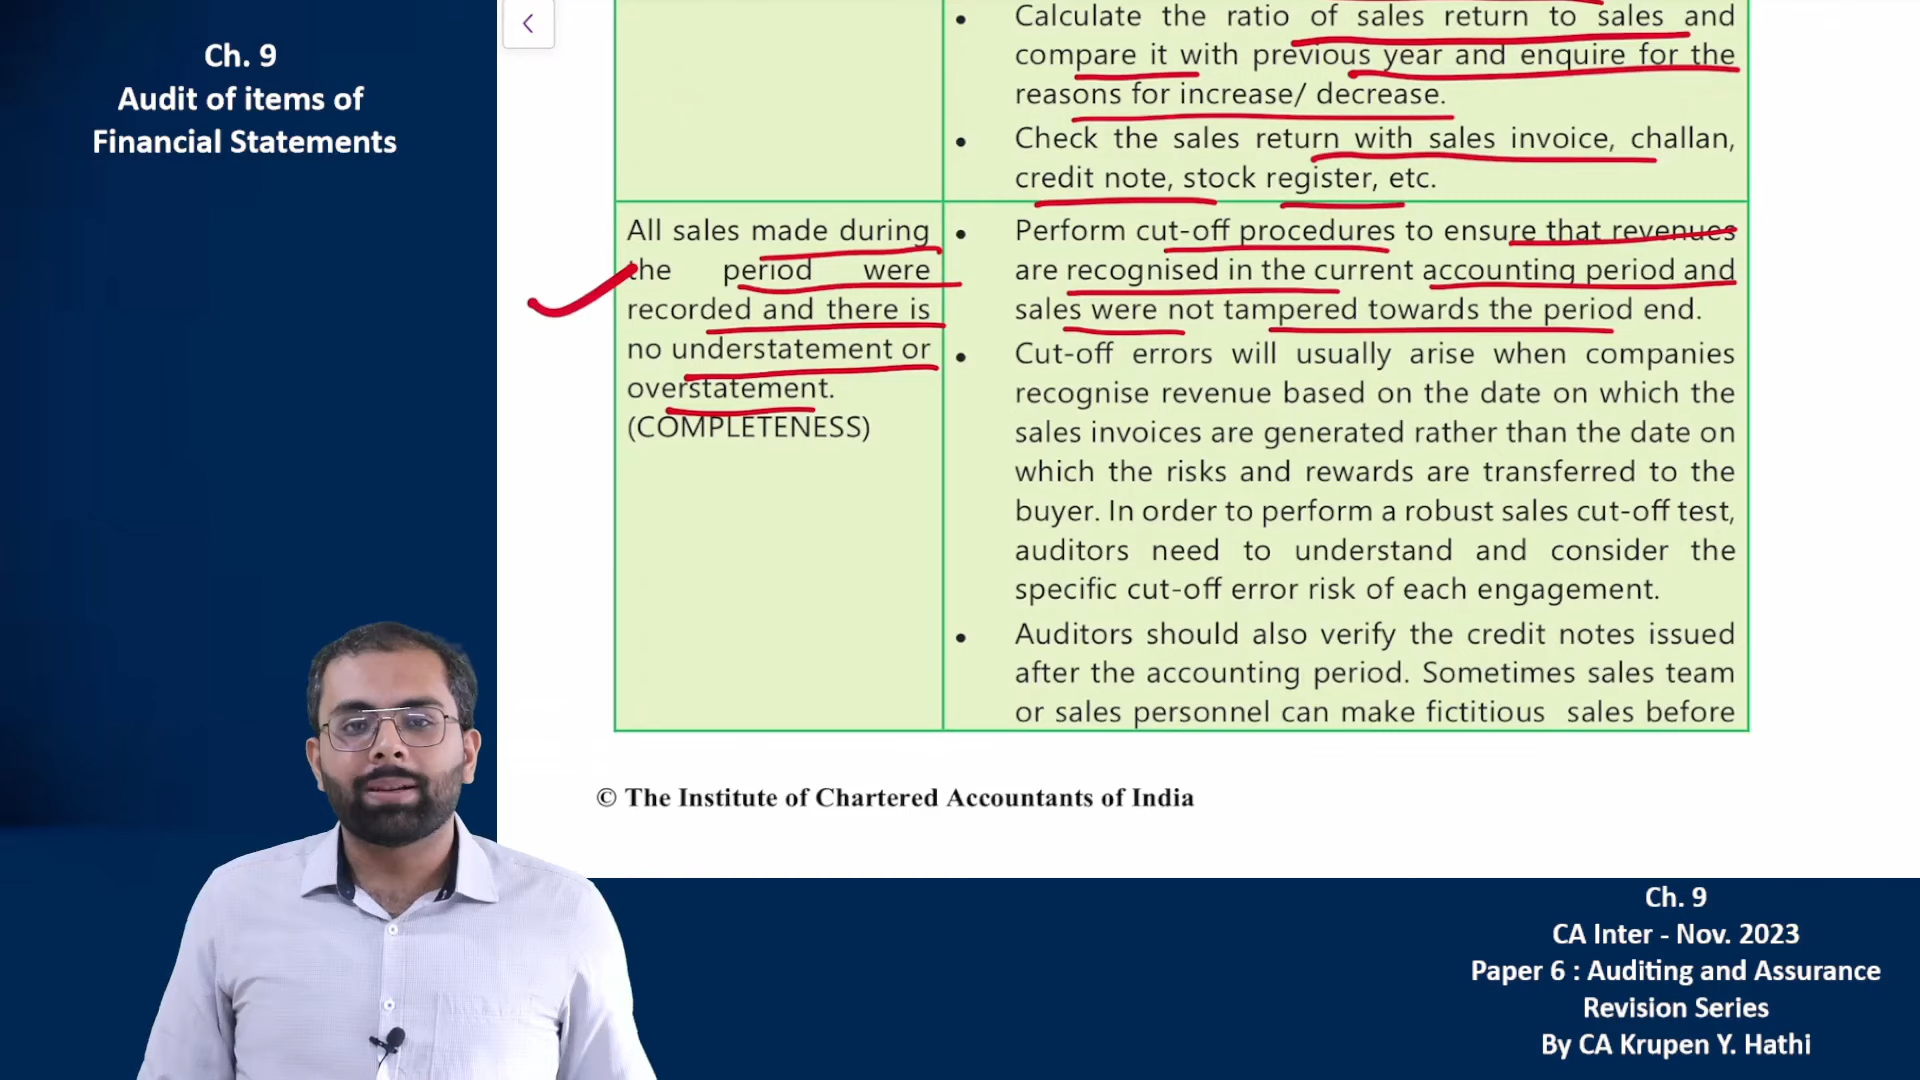 Ch. 9
Audit of items of
Financial Statements
Calculate the ratio of sales return to sales and
compare it with previous year and enquire for the
reasons for increase/ decrease.
Check the sales return with sales invoice, challan,
credit note, stock register, etc.
All sales made during
the period were
recorded and there is
no understatement or
overstatement.
(COMPLETENESS)
Perform cut-off procedures to ensure that revenues
are recognised in the current accounting period and
sales were not tampered towards the period end.
Cut-off errors will usually arise when companies
recognise revenue based on the date on which the
sales invoices are generated rather than the date on
which the risks and rewards are transferred to the
buyer. In order to perform a robust sales cut-off test,
auditors need to understand and consider the
specific cut-off error risk of each engagement.
Auditors should also verify the credit notes issued
after the accounting period. Sometimes sales team
or sales personnel can make fictitious sales before
© The Institute of Chartered Accountants of India
Ch. 9
CA Inter - Nov. 2023
Paper 6 : Auditing and Assurance
Revision Series
By CA Krupen Y. Hathi